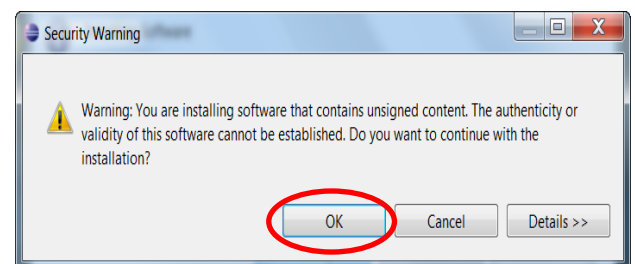 Security Warning
Warning: You are installing software that contains unsigned content. The authenticity or
validity of this software cannot be established. Do you want to continue with the
installation?
OK Cancel Details >>